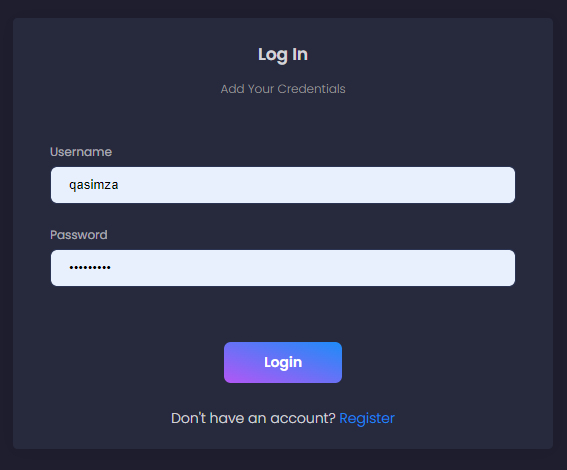 Log In
Add Your Credentials
Username
qasimza
Password
•••••••••
Login
Don't have an account? Register